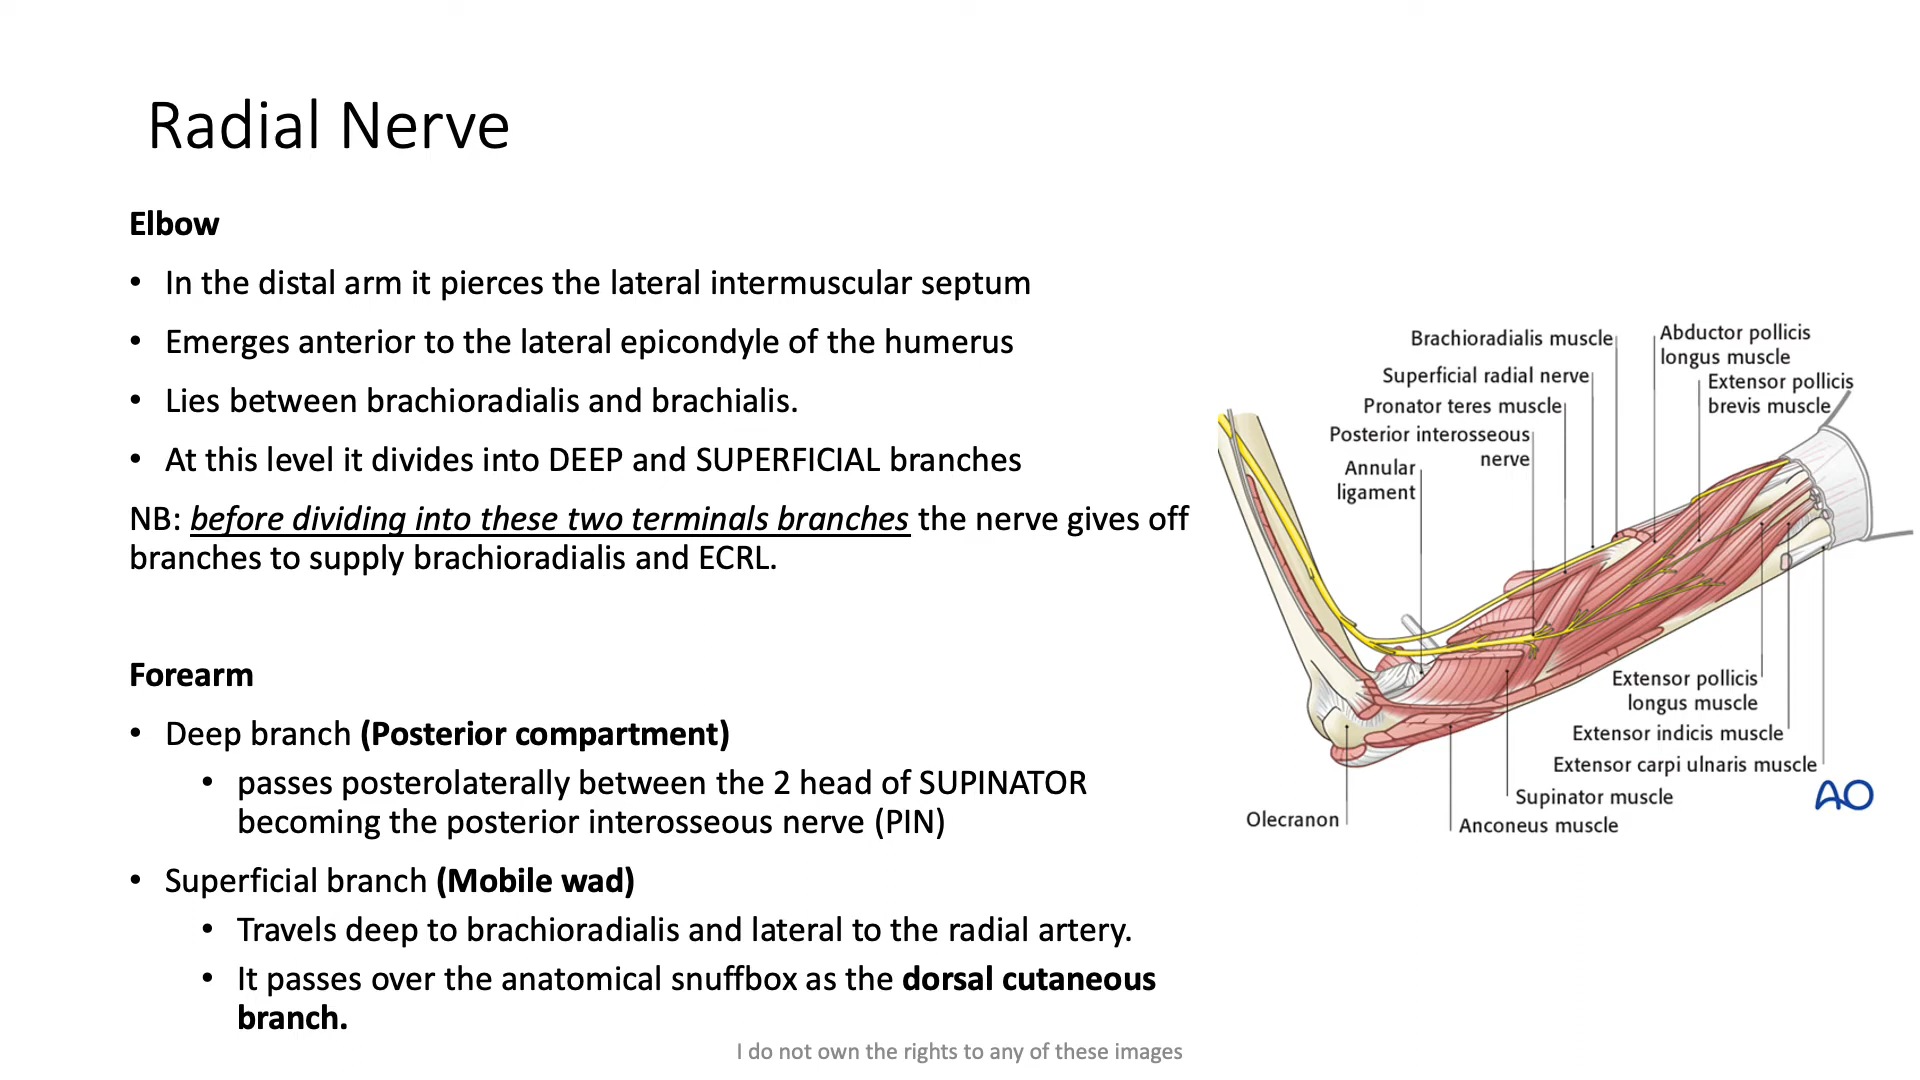 Radial Nerve
Elbow
• In the distal arm it pierces the lateral intermuscular septum
• Emerges anterior to the lateral epicondyle of the humerus
• Lies between brachioradialis and brachialis.
• At this level it divides into DEEP and SUPERFICIAL branches
NB: before dividing into these two terminals branches the nerve gives off
branches to supply brachioradialis and ECRL.
Forearm
• Deep branch (Posterior compartment)
• passes posterolaterally between the 2 head of SUPINATOR
becoming the posterior interosseous nerve (PIN)
• Superficial branch (Mobile wad)
• Travels deep to brachioradialis and lateral to the radial artery.
• It passes over the anatomical snuffbox as the dorsal cutaneous
branch.
Brachioradialis muscle
Superficial radial nerve
Pronator teres muscle
Posterior interosseous
nerve
Annular
ligament
Abductor pollicis
longus muscle
Extensor pollicis
brevis muscle
Extensor pollicis
longus muscle
Extensor indicis muscle
Extensor carpi ulnaris muscle
Supinator muscle
Anconeus muscle
Olecranon
AO
I do not own the rights to any of these images